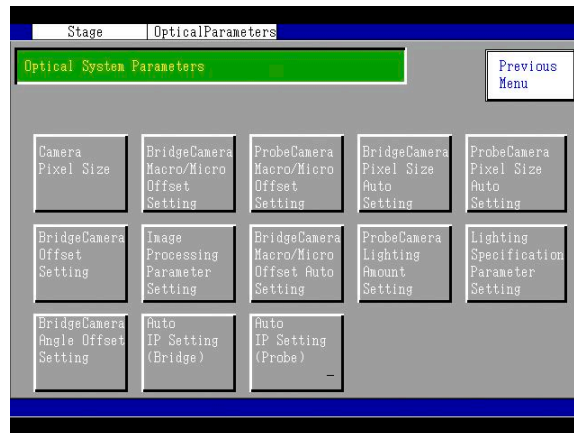 Stage OpticalParameters
Optical System Parameters
Previous
Menu
Camera
Pixel Size
BridgeCamera
Macro/Micro
Offset
Setting
ProbeCamera
Macro/Micro
Offset
Setting
BridgeCamera
Pixel Size
Auto
Setting
ProbeCamera
Pixel Size
Auto
Setting
BridgeCamera
Offset
Setting
Image
Processing
Parameter
Setting
BridgeCamera
Macro/Micro
Offset Auto
Setting
ProbeCamera
Lighting
Amount
Setting
Lighting
Specification
Parameter
Setting
BridgeCamera
Angle Offset
Setting
Auto
IP Setting
(Bridge)
Auto
IP Setting
(Probe)